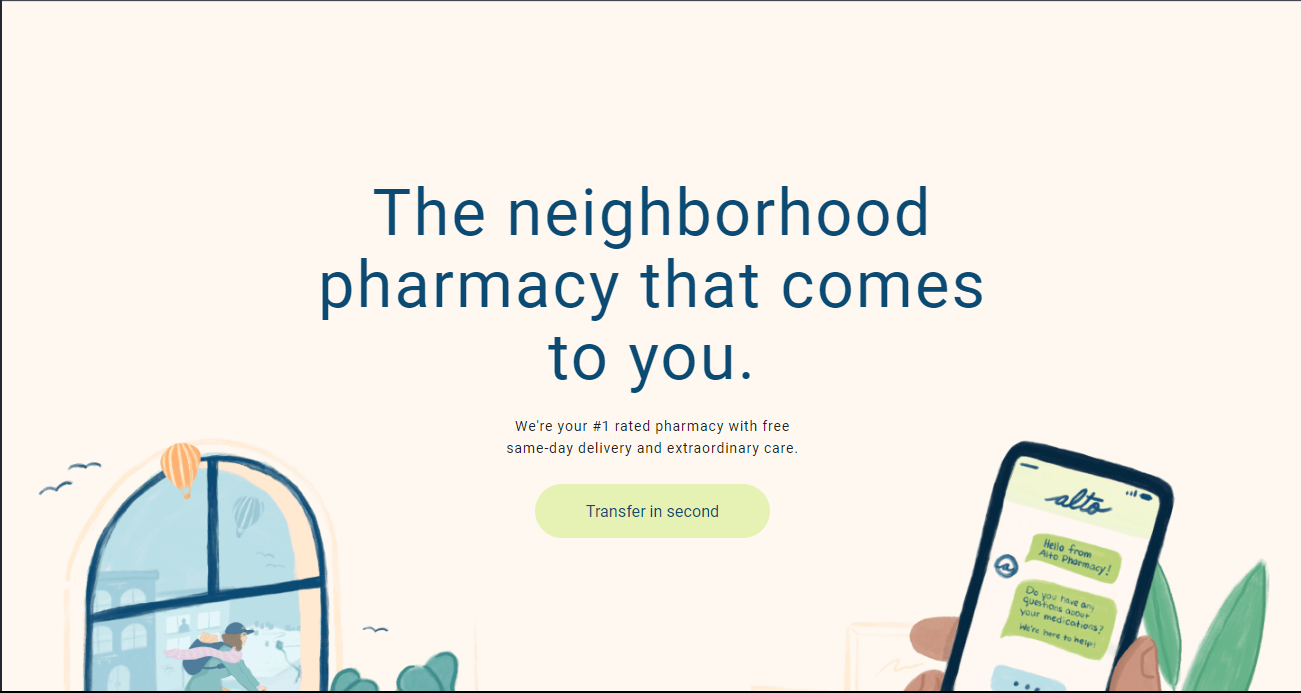 The neighborhood
pharmacy that comes
to you.
We're your #1 rated pharmacy with free
same-day delivery and extraordinary care.
Transfer in second
alto
Hello from
Alto Pharmacy!
a
Do you have any
questions about
your medications?
We're here to help!